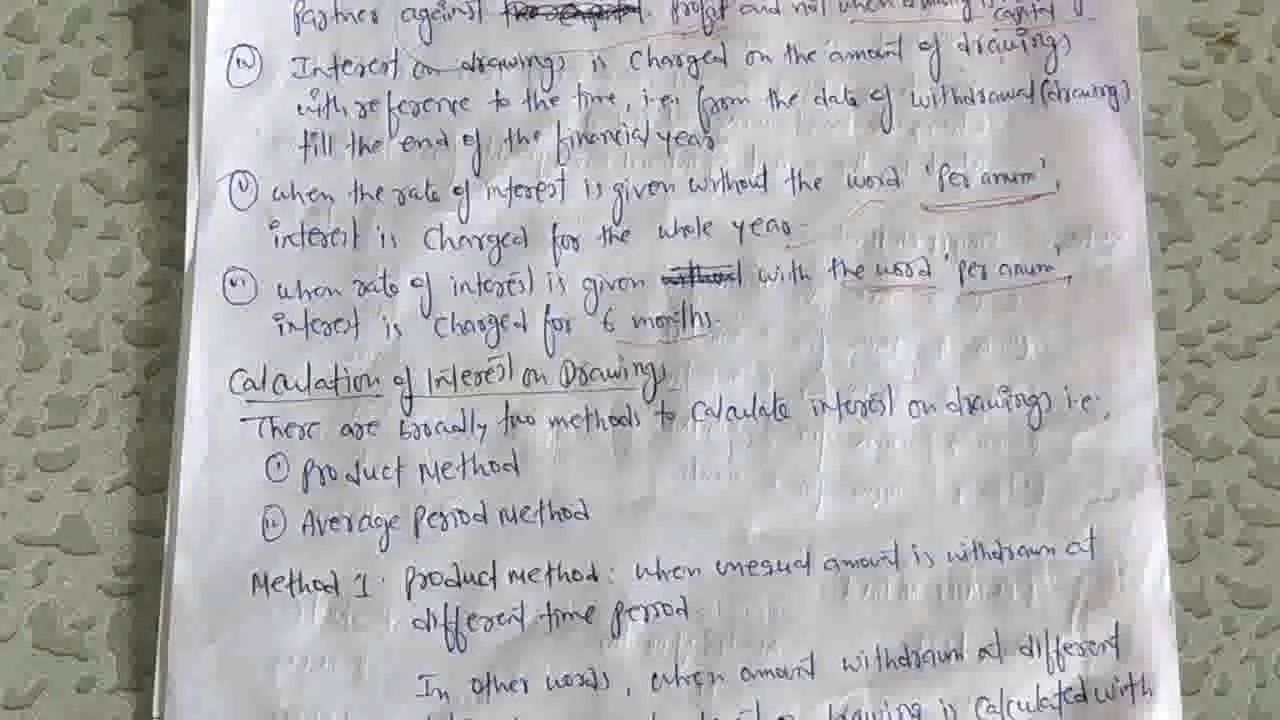 Partner against profit and not when drawing is capital
(iv) Interest on drawings is charged on the amount of drawings
with reference to the time, i.e. from the date of withdrawal (drawing)
till the end of the financial year
(v) when the rate of interest is given without the word 'Per anum',
interest is charged for the whole year.
(vi) when rate of interest is given with the word 'per anum',
interest is charged for 6 months.
Calculation of Interest on Drawings
There are broadly two methods to calculate interest on drawings i.e.,
(i) Product Method
(ii) Average Period Method
Method 1: Product method: when unequal amount is withdrawn at
different time period
In other words, when amount withdrawn at different
drawing is calculated with